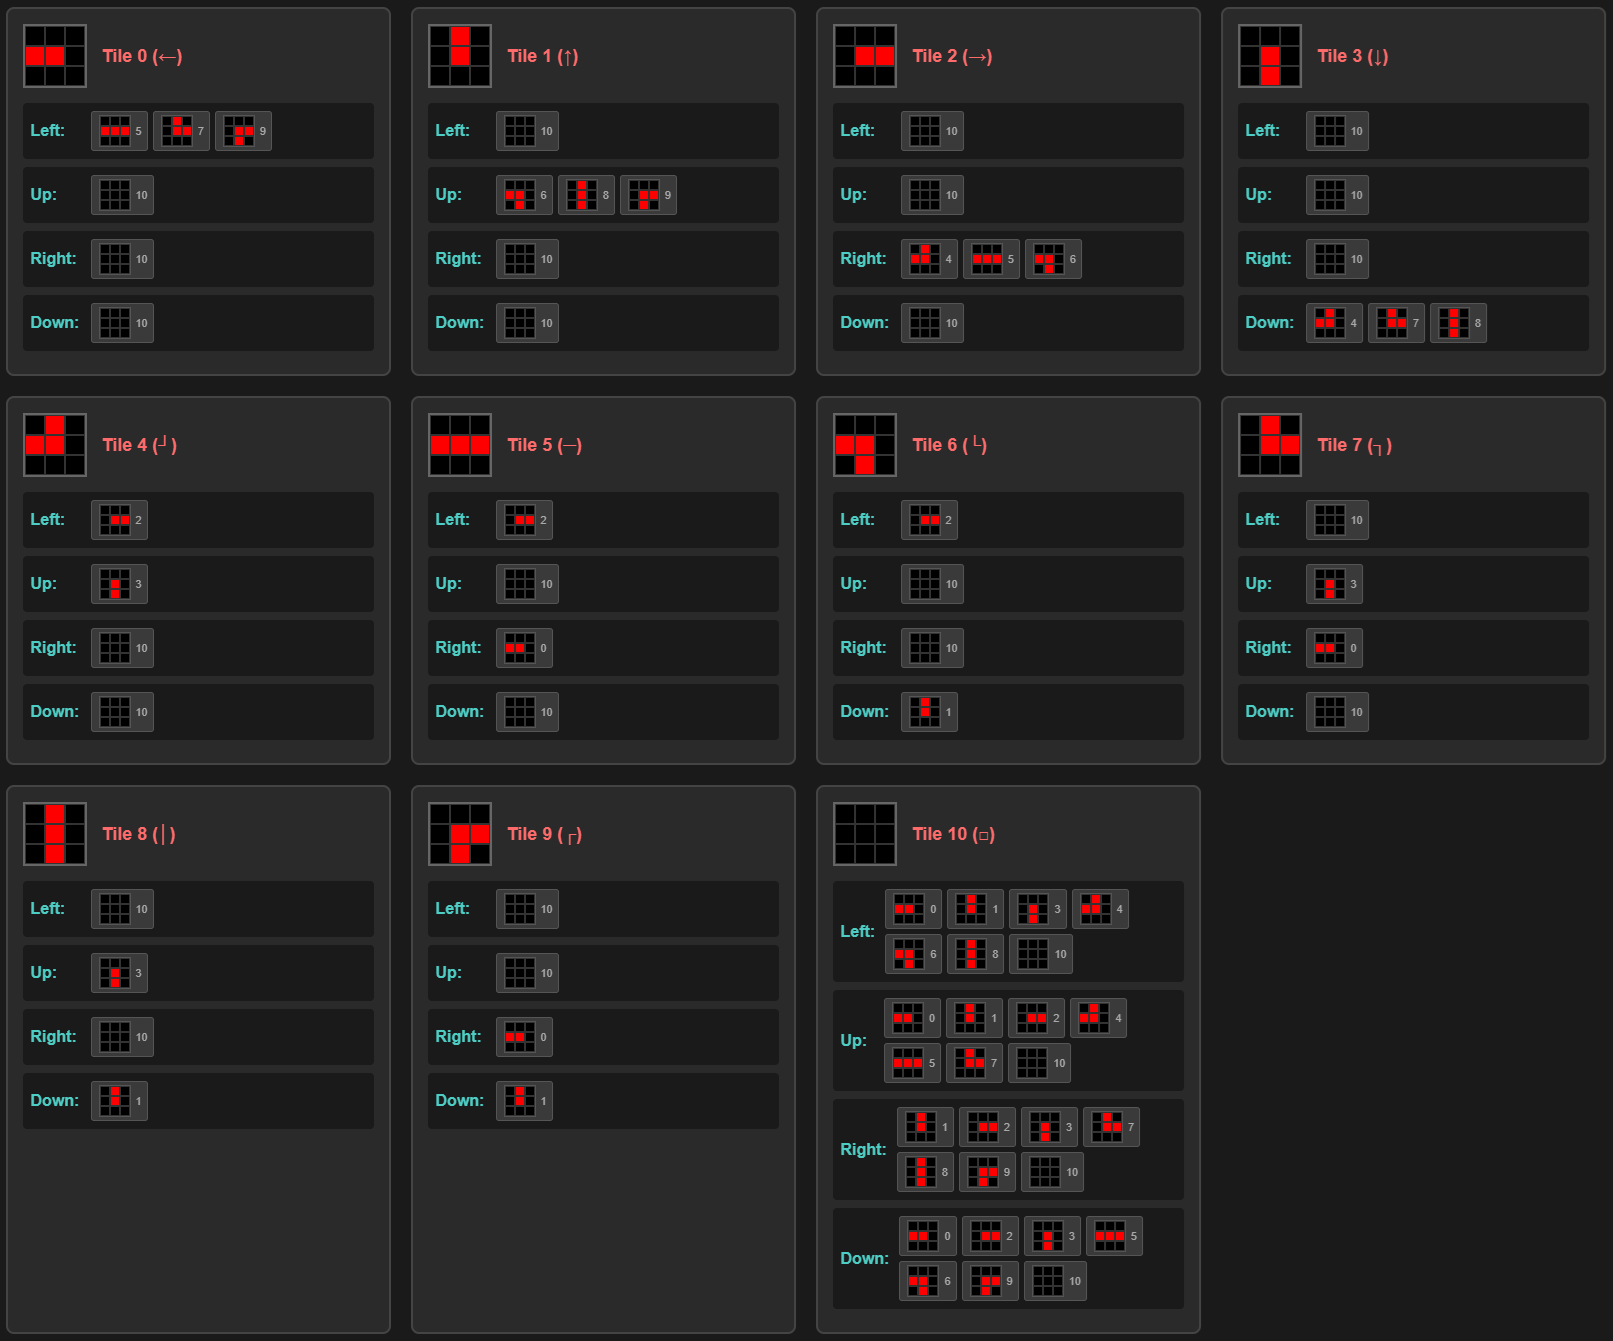 Tile 0 (←)
Left: 5 7 9
Up: 10
Right: 10
Down: 10
Tile 1 (↑)
Left: 10
Up: 6 8 9
Right: 10
Down: 10
Tile 2 (→)
Left: 10
Up: 10
Right: 4 5 6
Down: 10
Tile 3 (↓)
Left: 10
Up: 10
Right: 10
Down: 4 7 8
Tile 4 (┘)
Left: 2
Up: 3
Right: 10
Down: 10
Tile 5 (─)
Left: 2
Up: 10
Right: 0
Down: 10
Tile 6 (└)
Left: 2
Up: 10
Right: 10
Down: 1
Tile 7 (┐)
Left: 10
Up: 3
Right: 0
Down: 10
Tile 8 (│)
Left: 10
Up: 3
Right: 10
Down: 1
Tile 9 (┌)
Left: 10
Up: 10
Right: 0
Down: 1
Tile 10 (□)
Left: 0 1 3 4
6 8 10
Up: 0 1 2 4
5 7 10
Right: 1 2 3 7
8 9 10
Down: 0 2 3 5
6 9 10